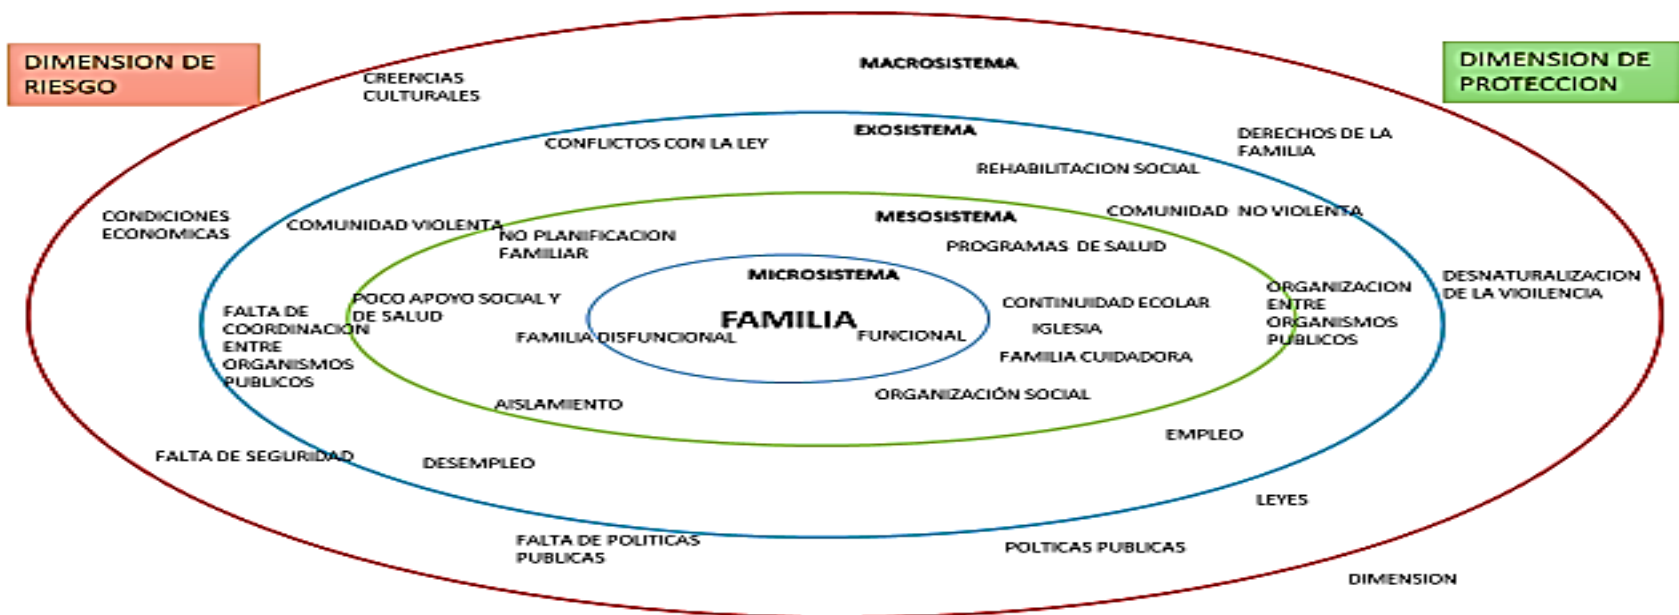 DIMENSION DE
RIESGO
MACROSISTEMA
DIMENSION DE
PROTECCION
CREENCIAS
CULTURALES
EXOSISTEMA
DERECHOS DE LA
FAMILIA
CONFLICTOS CON LA LEY
REHABILITACION SOCIAL
CONDICIONES
ECONOMICAS
COMUNIDAD VIOLENTA
MESOSISTEMA
COMUNIDAD NO VIOLENTA
NO PLANIFICACION
FAMILIAR
PROGRAMAS DE SALUD
MICROSISTEMA
DESNATURALIZACION
DE LA VIOILENCIA
FALTA DE
COORDINACION
ENTRE
ORGANISMOS
PUBLICOS
POCO APOYO SOCIAL Y
DE SALUD
FAMILIA
CONTINUIDAD ECOLAR
ORGANIZACION
ENTRE
ORGANISMOS
PUBLICOS
FAMILIA DISFUNCIONAL
FUNCIONAL
IGLESIA
FAMILIA CUIDADORA
AISLAMIENTO
ORGANIZACIÓN SOCIAL
EMPLEO
FALTA DE SEGURIDAD
DESEMPLEO
LEYES
FALTA DE POLITICAS
PUBLICAS
POLTICAS PUBLICAS
DIMENSION